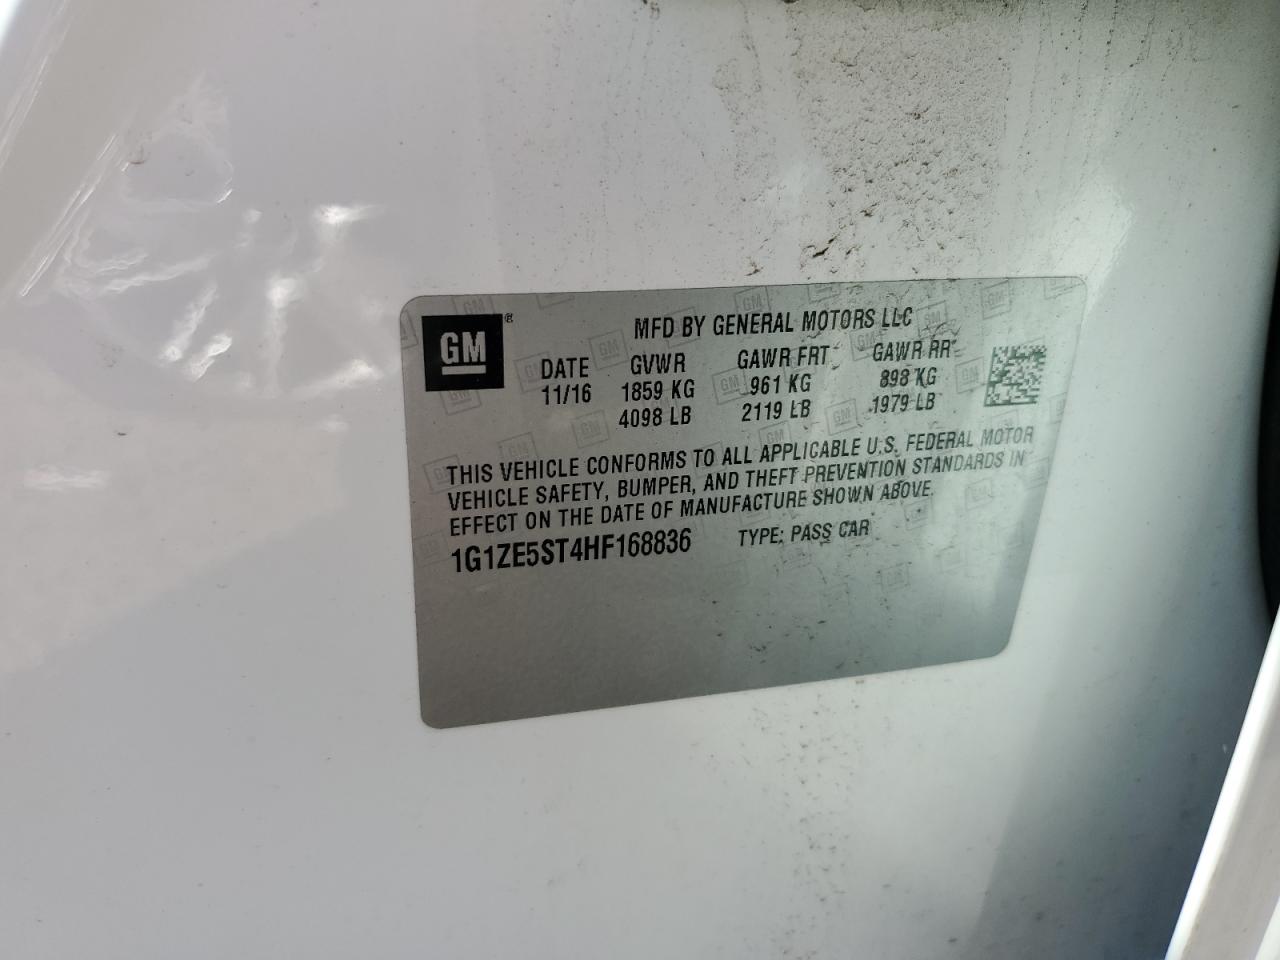 GM®
MFD BY GENERAL MOTORS LLC
DATE GVWR GAWR FRT GAWR RR
11/16 1859 KG 961 KG 898 KG
4098 LB 2119 LB 1979 LB
THIS VEHICLE CONFORMS TO ALL APPLICABLE U.S. FEDERAL MOTOR
VEHICLE SAFETY, BUMPER, AND THEFT PREVENTION STANDARDS IN
EFFECT ON THE DATE OF MANUFACTURE SHOWN ABOVE.
1G1ZE5ST4HF168836 TYPE: PASS CAR